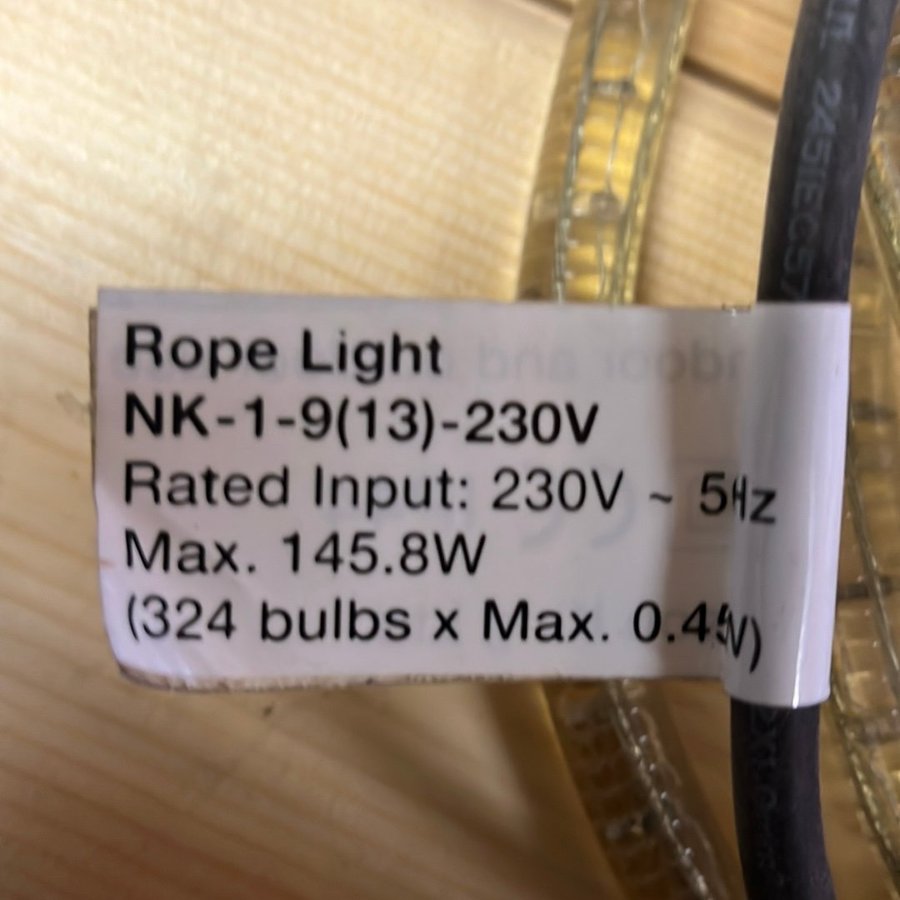 Rope Light
NK-1-9(13)-230V
Rated Input: 230V ~ 5Hz
Max. 145.8W
(324 bulbs x Max. 0.45W)
245IEC57